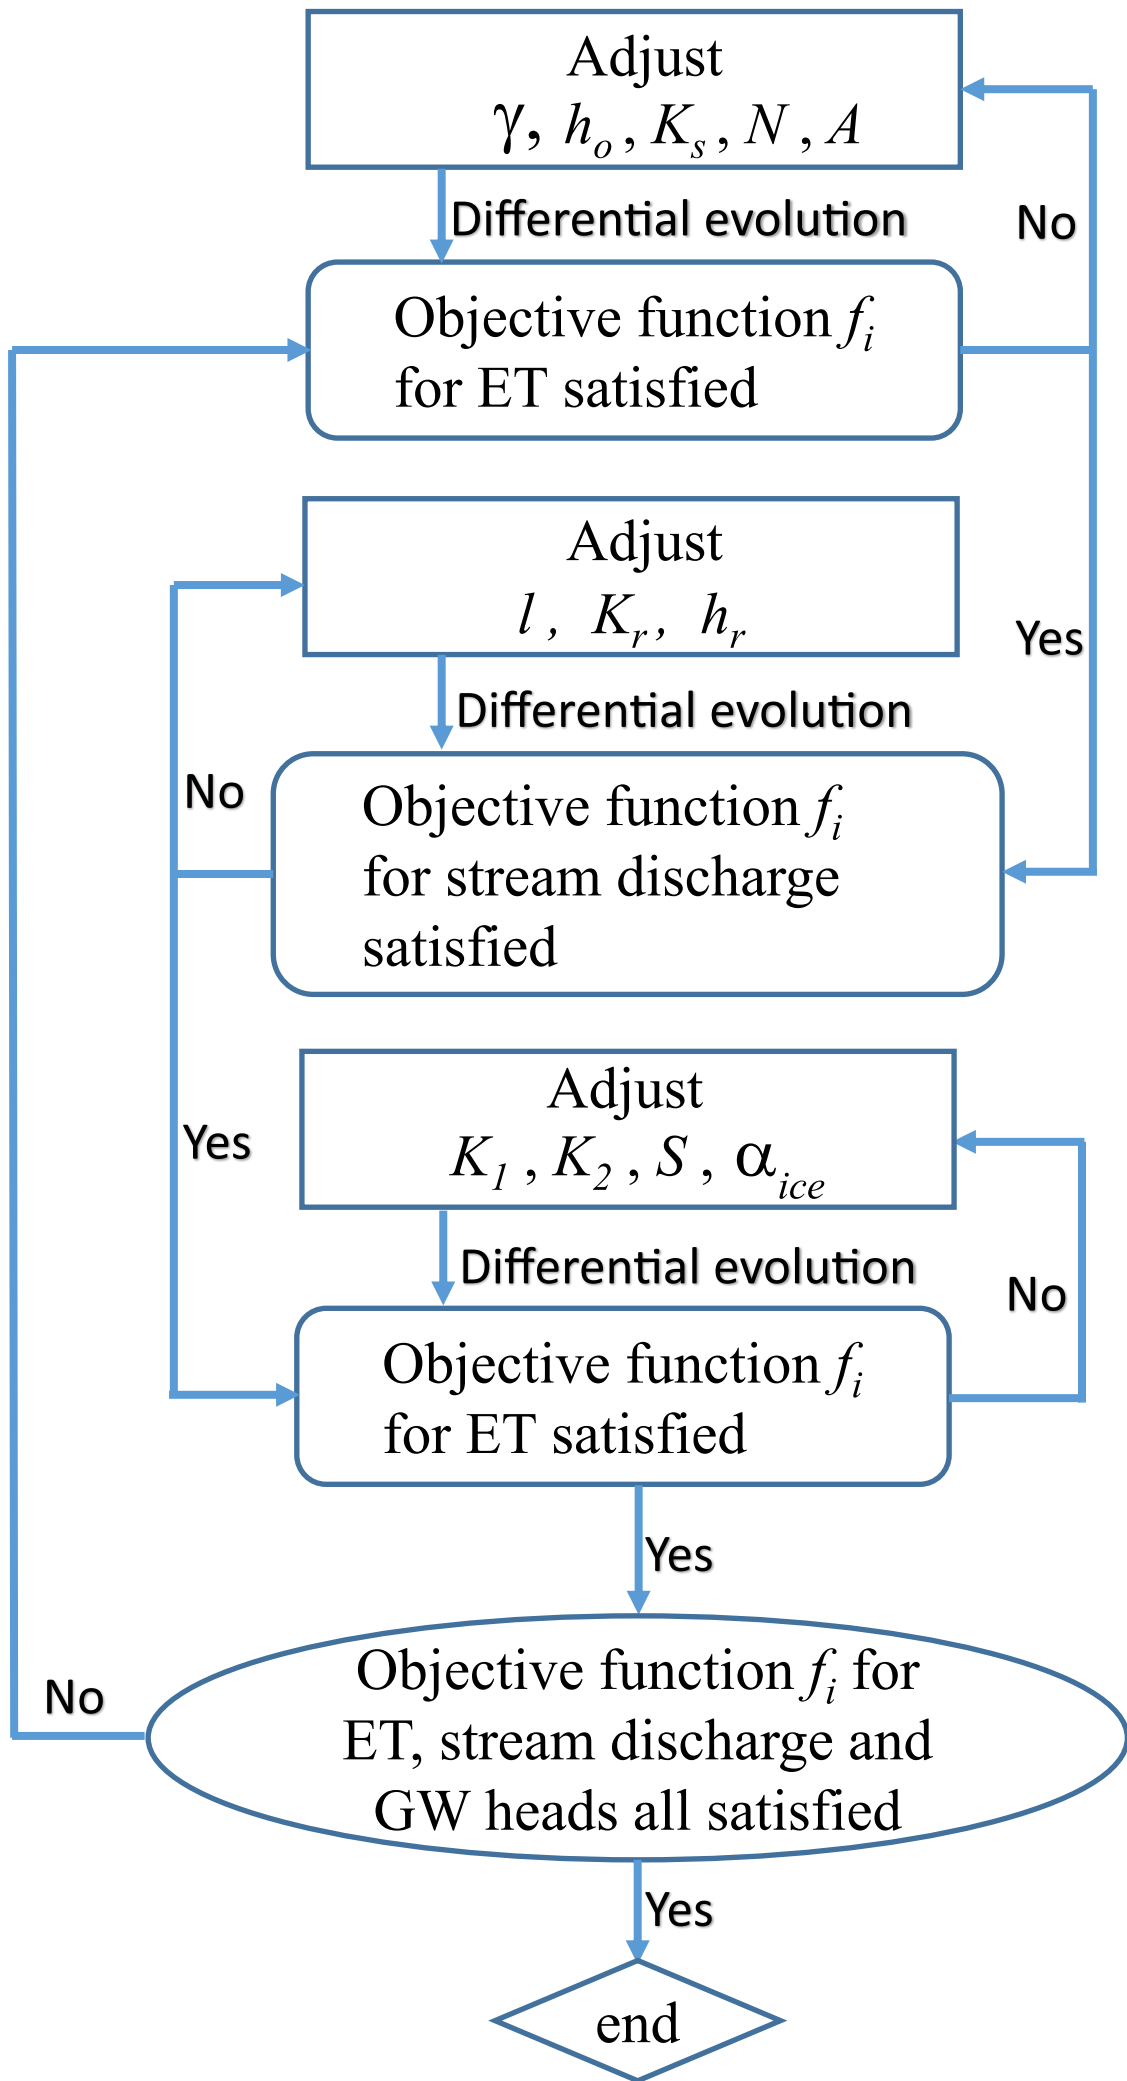 Adjust
γ, h_o, K_s, N, A
Differential evolution
No
Objective function f_i
for ET satisfied
Adjust
l, K_r, h_r
Yes
Differential evolution
No
Objective function f_i
for stream discharge
satisfied
Adjust
K_1, K_2, S, α_ice
Yes
Differential evolution
No
Objective function f_i
for ET satisfied
Yes
Objective function f_i for
ET, stream discharge and
GW heads all satisfied
No
Yes
end